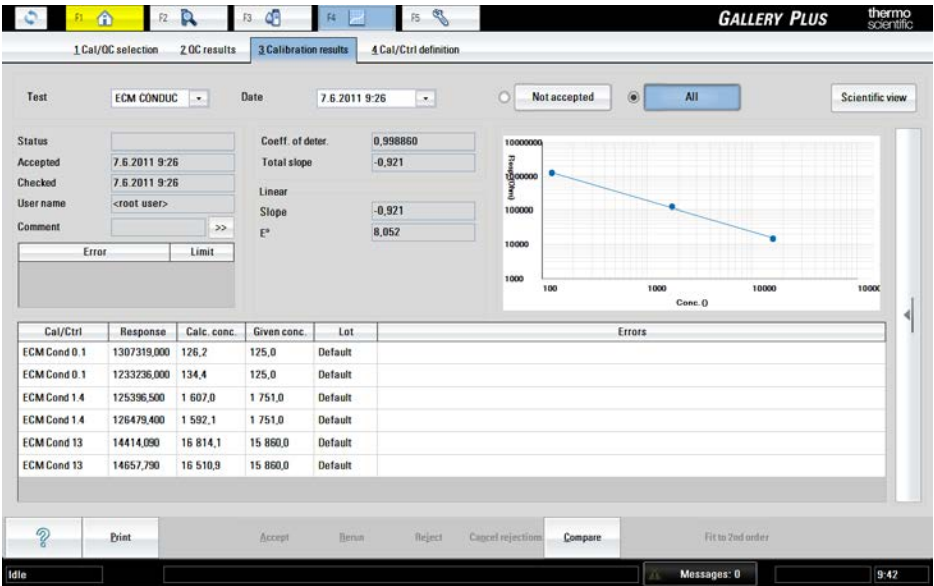 F1 F2 F3 F4 F5 GALLERY PLUS thermo scientific
1 Cal/QC selection 2 QC results 3 Calibration results 4 Cal/Ctrl definition
Test ECM CONDUC Date 7.6.2011 9:26 Not accepted All Scientific view
Status
Accepted 7.6.2011 9:26
Checked 7.6.2011 9:26
User name <root user>
Comment >>
Error Limit
Coeff. of deter. 0,998860
Total slope -0,921
Linear
Slope -0,921
E° 8,052
10000000
100000
10000
1000
100 1000 10000
Conc. ()
Cal/Ctrl Response Calc. conc. Given conc. Lot Errors
ECM Cond 0.1 1307319,000 126,2 125,0 Default
ECM Cond 0.1 1233236,000 134,4 125,0 Default
ECM Cond 1.4 125396,500 1 607,0 1 751,0 Default
ECM Cond 1.4 126479,400 1 592,1 1 751,0 Default
ECM Cond 13 14414,090 16 814,1 15 860,0 Default
ECM Cond 13 14657,790 16 510,9 15 860,0 Default
? Print Accept Rerun Reject Cancel rejection Compare Fit to 2nd order
Idle Messages: 0 9:42